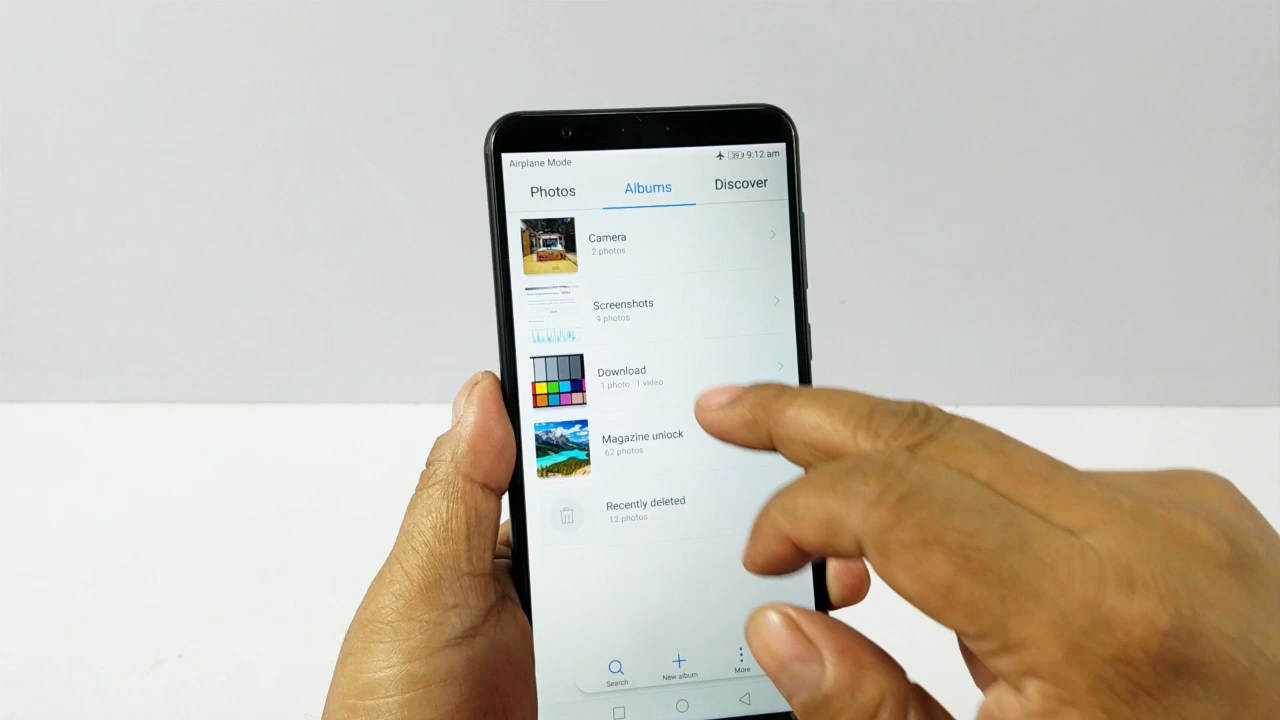 Airplane Mode
39 9:12 am
Photos
Albums
Discover
Camera
2 photos
Screenshots
9 photos
Download
1 photo, 1 video
Magazine unlock
62 photos
Recently deleted
12 photos
Search
New album
More